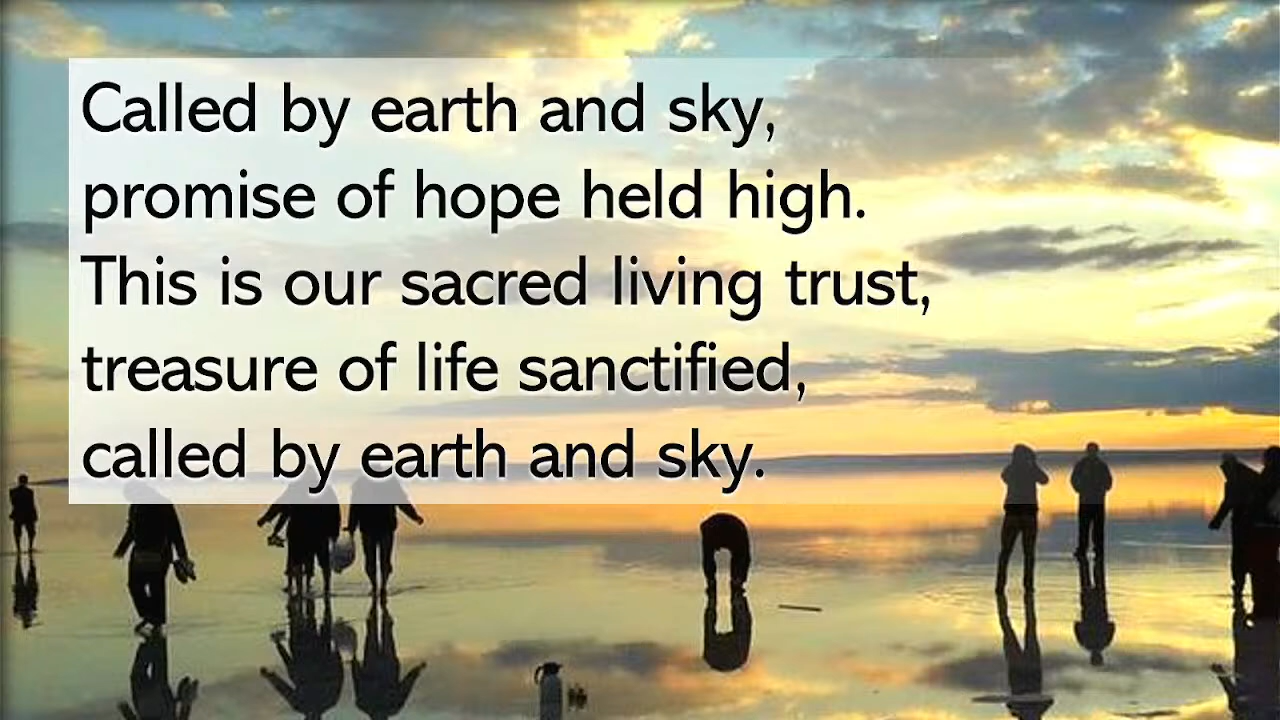 Called by earth and sky,
promise of hope held high.
This is our sacred living trust,
treasure of life sanctified,
called by earth and sky.